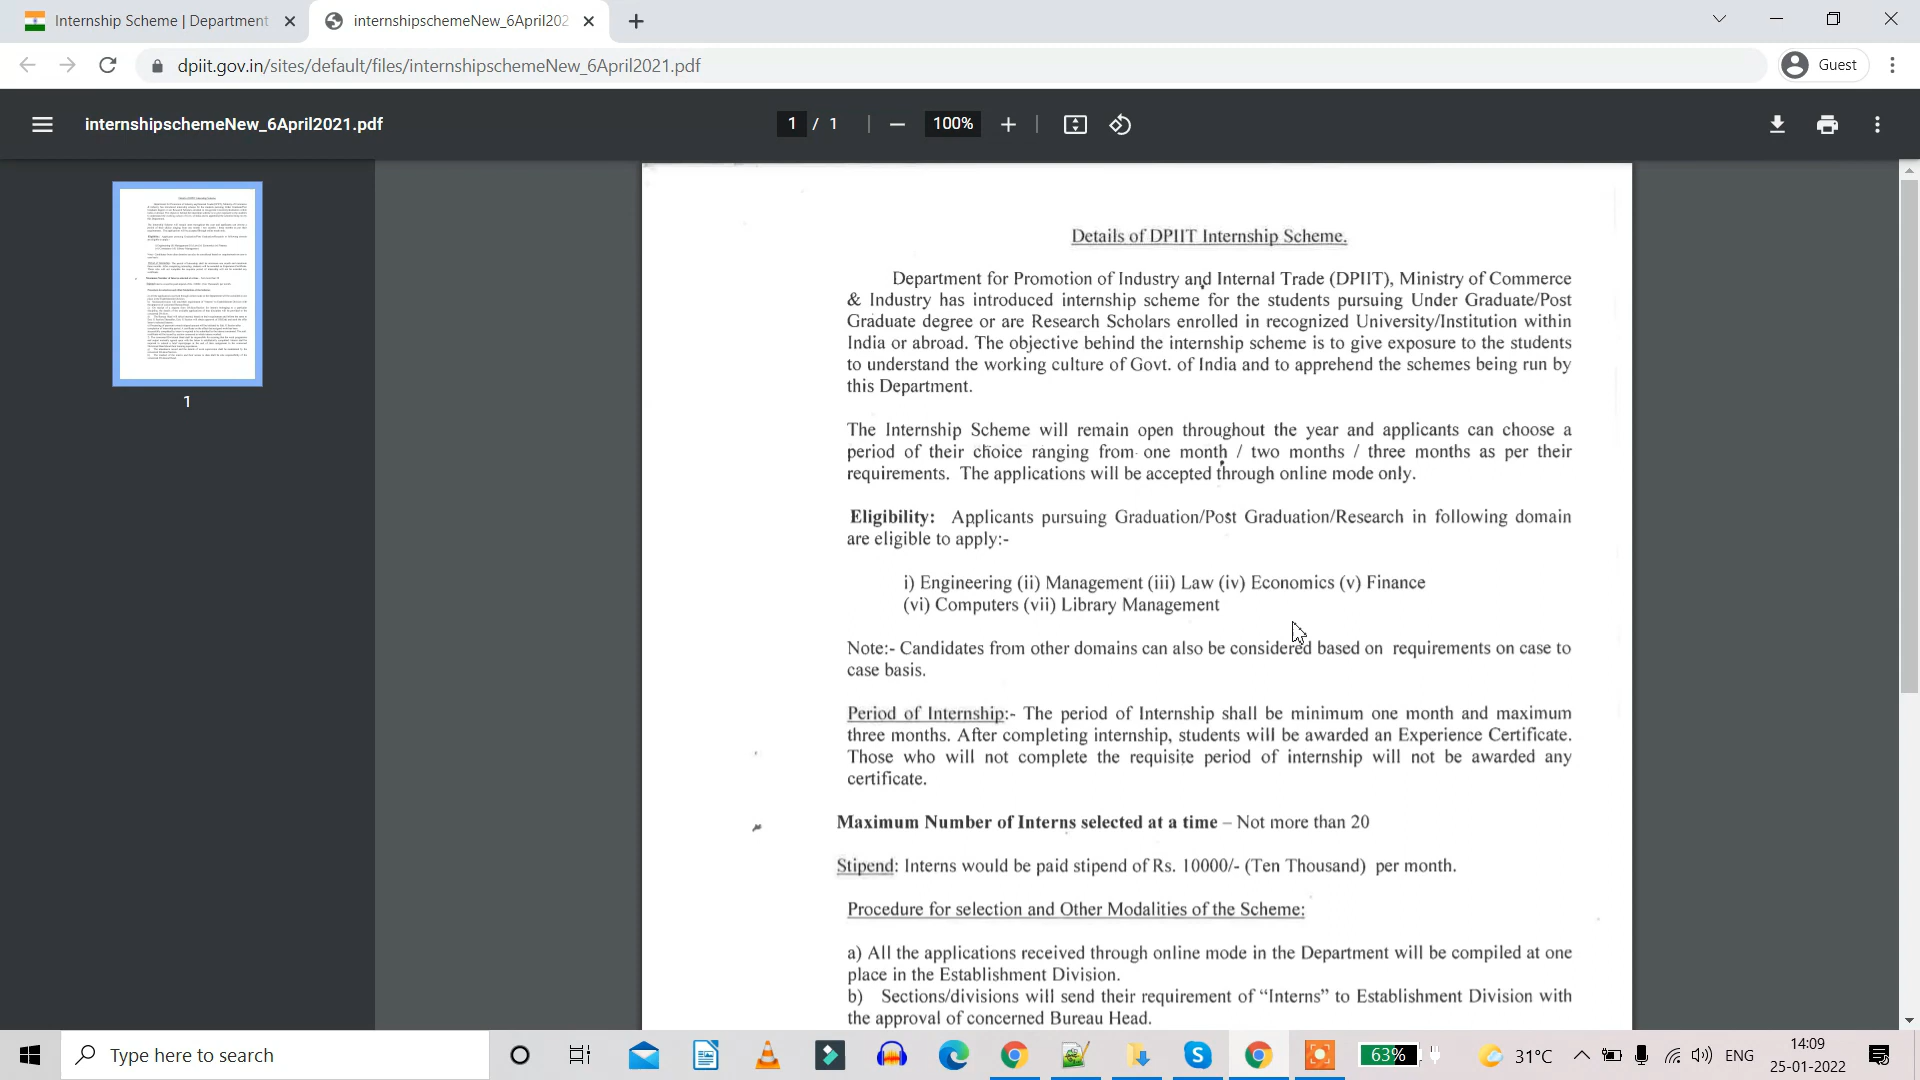 Internship Scheme | Department
internshipschemeNew_6April202
dpiit.gov.in/sites/default/files/internshipschemeNew_6April2021.pdf
Guest
internshipschemeNew_6April2021.pdf
1 / 1
100%
1
Details of DPIIT Internship Scheme.
Department for Promotion of Industry and Internal Trade (DPIIT), Ministry of Commerce
& Industry has introduced internship scheme for the students pursuing Under Graduate/Post
Graduate degree or are Research Scholars enrolled in recognized University/Institution within
India or abroad. The objective behind the internship scheme is to give exposure to the students
to understand the working culture of Govt. of India and to apprehend the schemes being run by
this Department.
The Internship Scheme will remain open throughout the year and applicants can choose a
period of their choice ranging from one month / two months / three months as per their
requirements. The applications will be accepted through online mode only.
Eligibility: Applicants pursuing Graduation/Post Graduation/Research in following domain
are eligible to apply:-
i) Engineering (ii) Management (iii) Law (iv) Economics (v) Finance
(vi) Computers (vii) Library Management
Note:- Candidates from other domains can also be considered based on requirements on case to
case basis.
Period of Internship:- The period of Internship shall be minimum one month and maximum
three months. After completing internship, students will be awarded an Experience Certificate.
Those who will not complete the requisite period of internship will not be awarded any
certificate.
Maximum Number of Interns selected at a time – Not more than 20
Stipend: Interns would be paid stipend of Rs. 10000/- (Ten Thousand) per month.
Procedure for selection and Other Modalities of the Scheme:
a) All the applications received through online mode in the Department will be compiled at one
place in the Establishment Division.
b) Sections/divisions will send their requirement of “Interns” to Establishment Division with
the approval of concerned Bureau Head.
Type here to search
63%
31°C
ENG
14:09
25-01-2022